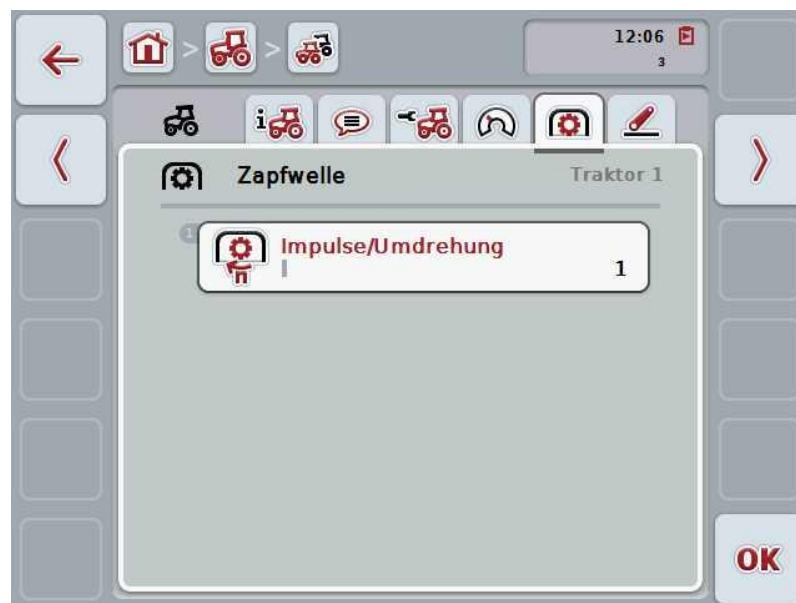 12:06
3
i
Zapfwelle
Traktor 1
1
Impulse/Umdrehung
1
OK